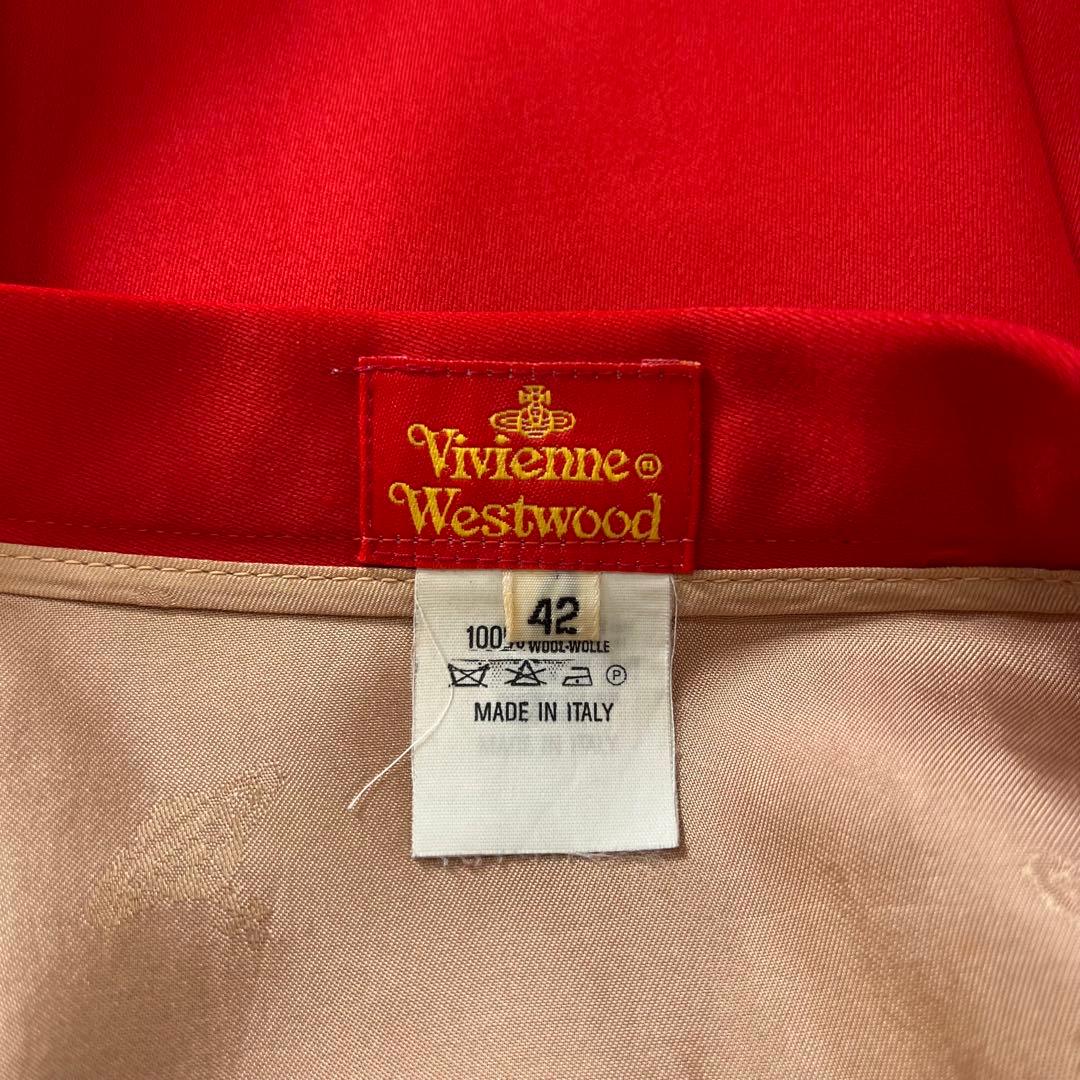 Vivienne®
Westwood
42
100% WOOL-WOLLE
P
MADE IN ITALY